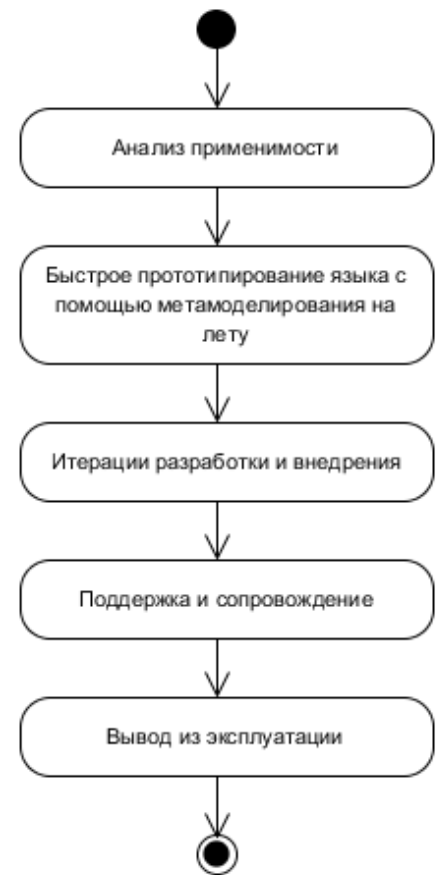 Анализ применимости
Быстрое прототипирование языка с
помощью метамоделирования на
лету
Итерации разработки и внедрения
Поддержка и сопровождение
Вывод из эксплуатации